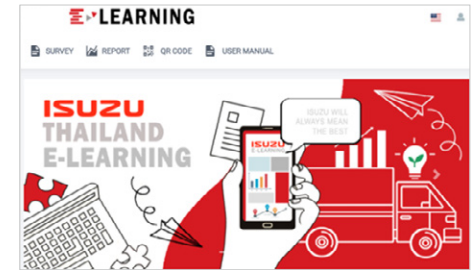 E-LEARNING
SURVEY REPORT QR CODE USER MANUAL
ISUZU
THAILAND
E-LEARNING
ISUZU WILL
ALWAYS MEAN
THE BEST
ISUZU
E-LEARNING